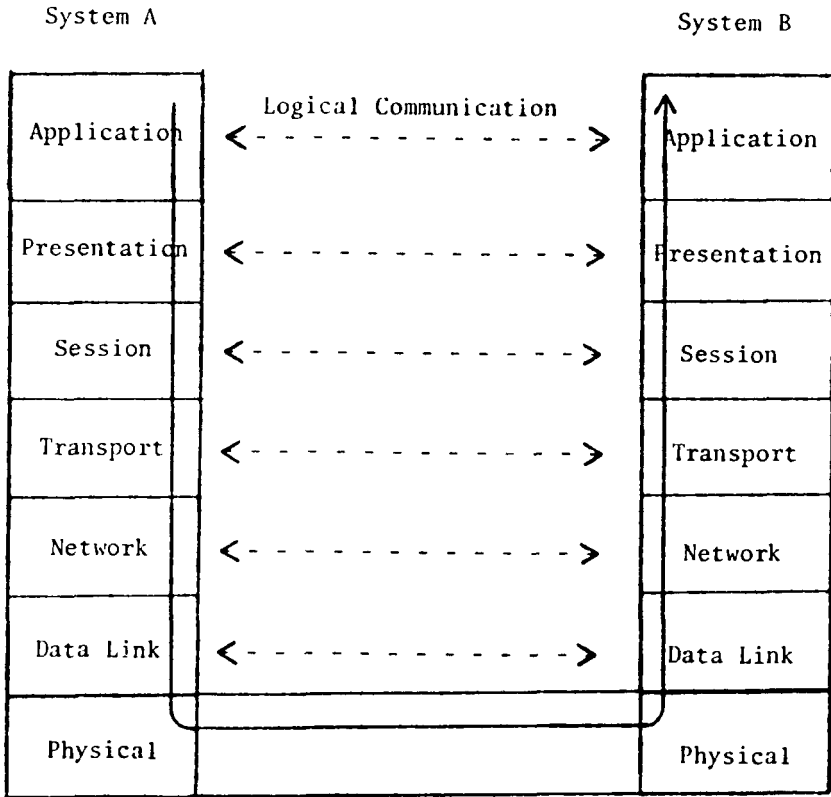 System A
System B
Logical Communication
Application
Application
Presentation
Presentation
Session
Session
Transport
Transport
Network
Network
Data Link
Data Link
Physical
Physical